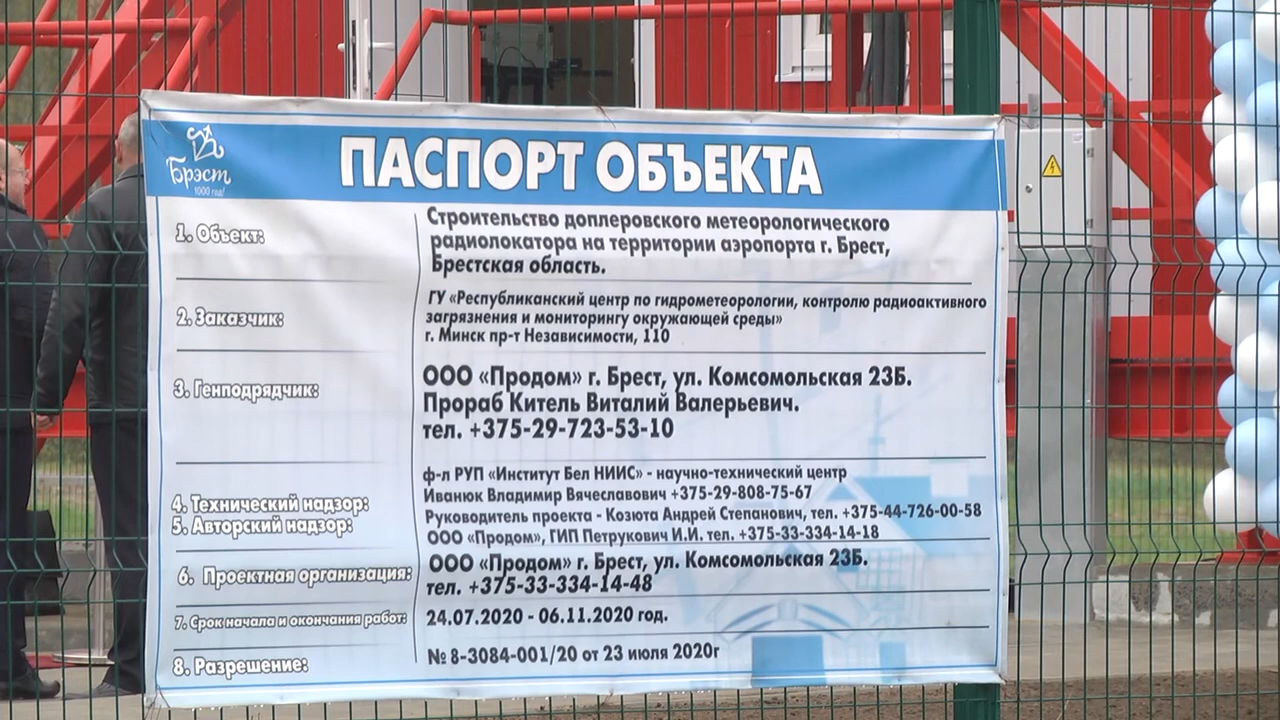 Брэст
1000 год!
ПАСПОРТ ОБЪЕКТА
1. Объект:
Строительство доплеровского метеорологического
радиолокатора на территории аэропорта г. Брест,
Брестская область.
2. Заказчик:
ГУ «Республиканский центр по гидрометеорологии, контролю радиоактивного
загрязнения и мониторингу окружающей среды»
г. Минск пр-т Независимости, 110
3. Генподрядчик:
ООО «Продом» г. Брест, ул. Комсомольская 23Б.
Прораб Китель Виталий Валерьевич.
тел. +375-29-723-53-10
4. Технический надзор:
5. Авторский надзор:
ф-л РУП «Институт Бел НИИС» - научно-технический центр
Иванюк Владимир Вячеславович +375-29-808-75-67
Руководитель проекта - Козюта Андрей Степанович, тел. +375-44-726-00-58
ООО «Продом», ГИП Петрукович И.И. тел. +375-33-334-14-18
6. Проектная организация:
ООО «Продом» г. Брест, ул. Комсомольская 23Б.
тел. +375-33-334-14-48
7. Срок начала и окончания работ:
24.07.2020 - 06.11.2020 год.
8. Разрешение:
№ 8-3084-001/20 от 23 июля 2020г